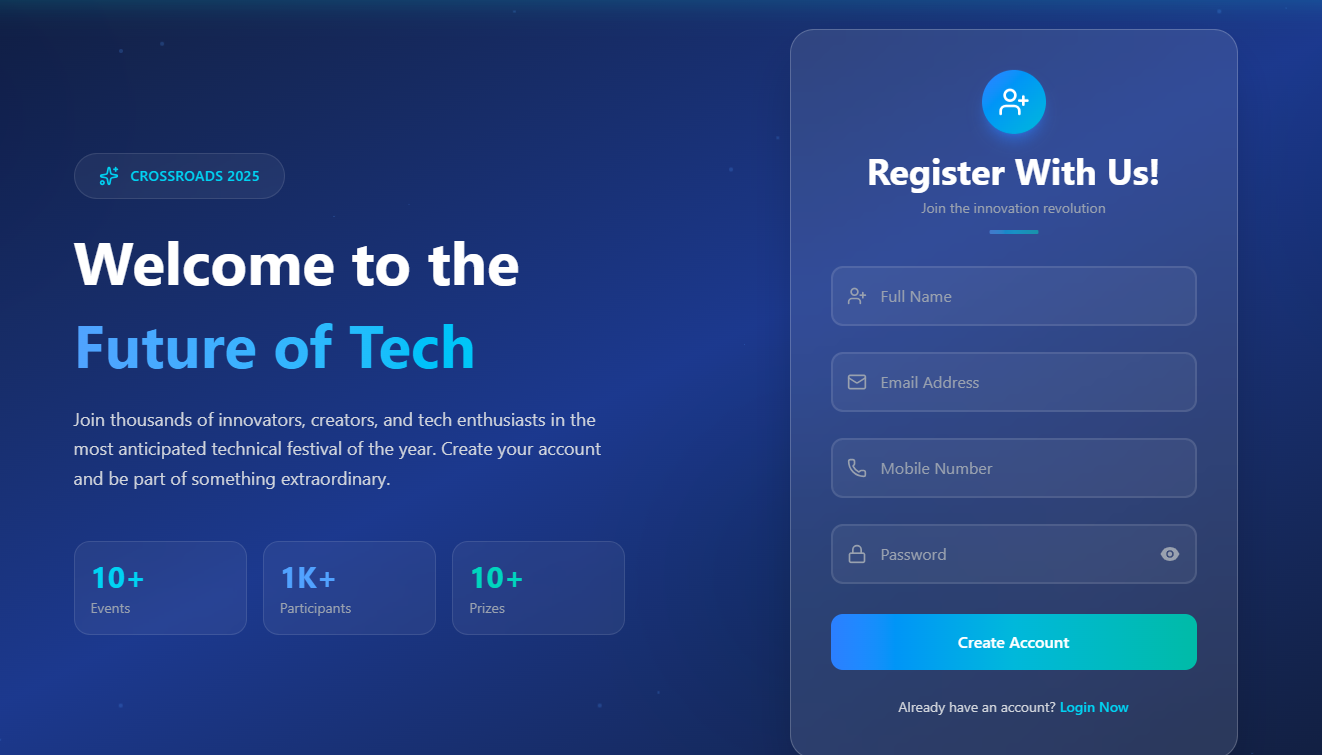 CROSSROADS 2025
Welcome to the
Future of Tech
Join thousands of innovators, creators, and tech enthusiasts in the
most anticipated technical festival of the year. Create your account
and be part of something extraordinary.
10+
Events
1K+
Participants
10+
Prizes
Register With Us!
Join the innovation revolution
Full Name
Email Address
Mobile Number
Password
Create Account
Already have an account? Login Now